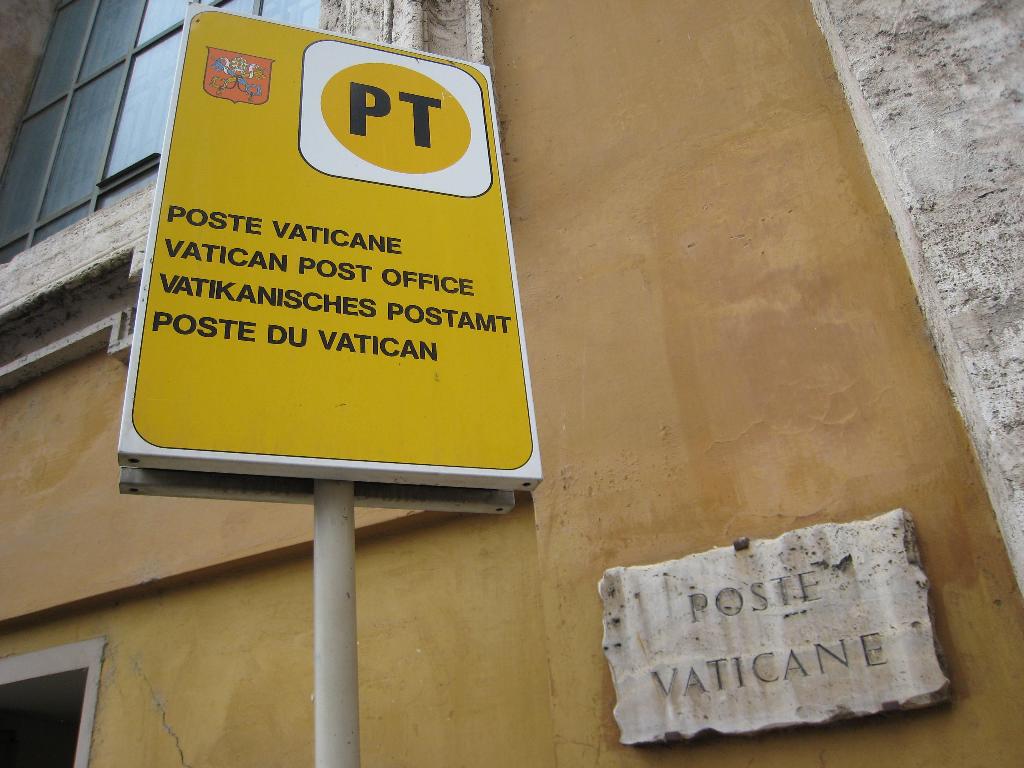 PT
POSTE VATICANE
VATICAN POST OFFICE
VATIKANISCHES POSTAMT
POSTE DU VATICAN
POSTE
VATICANE